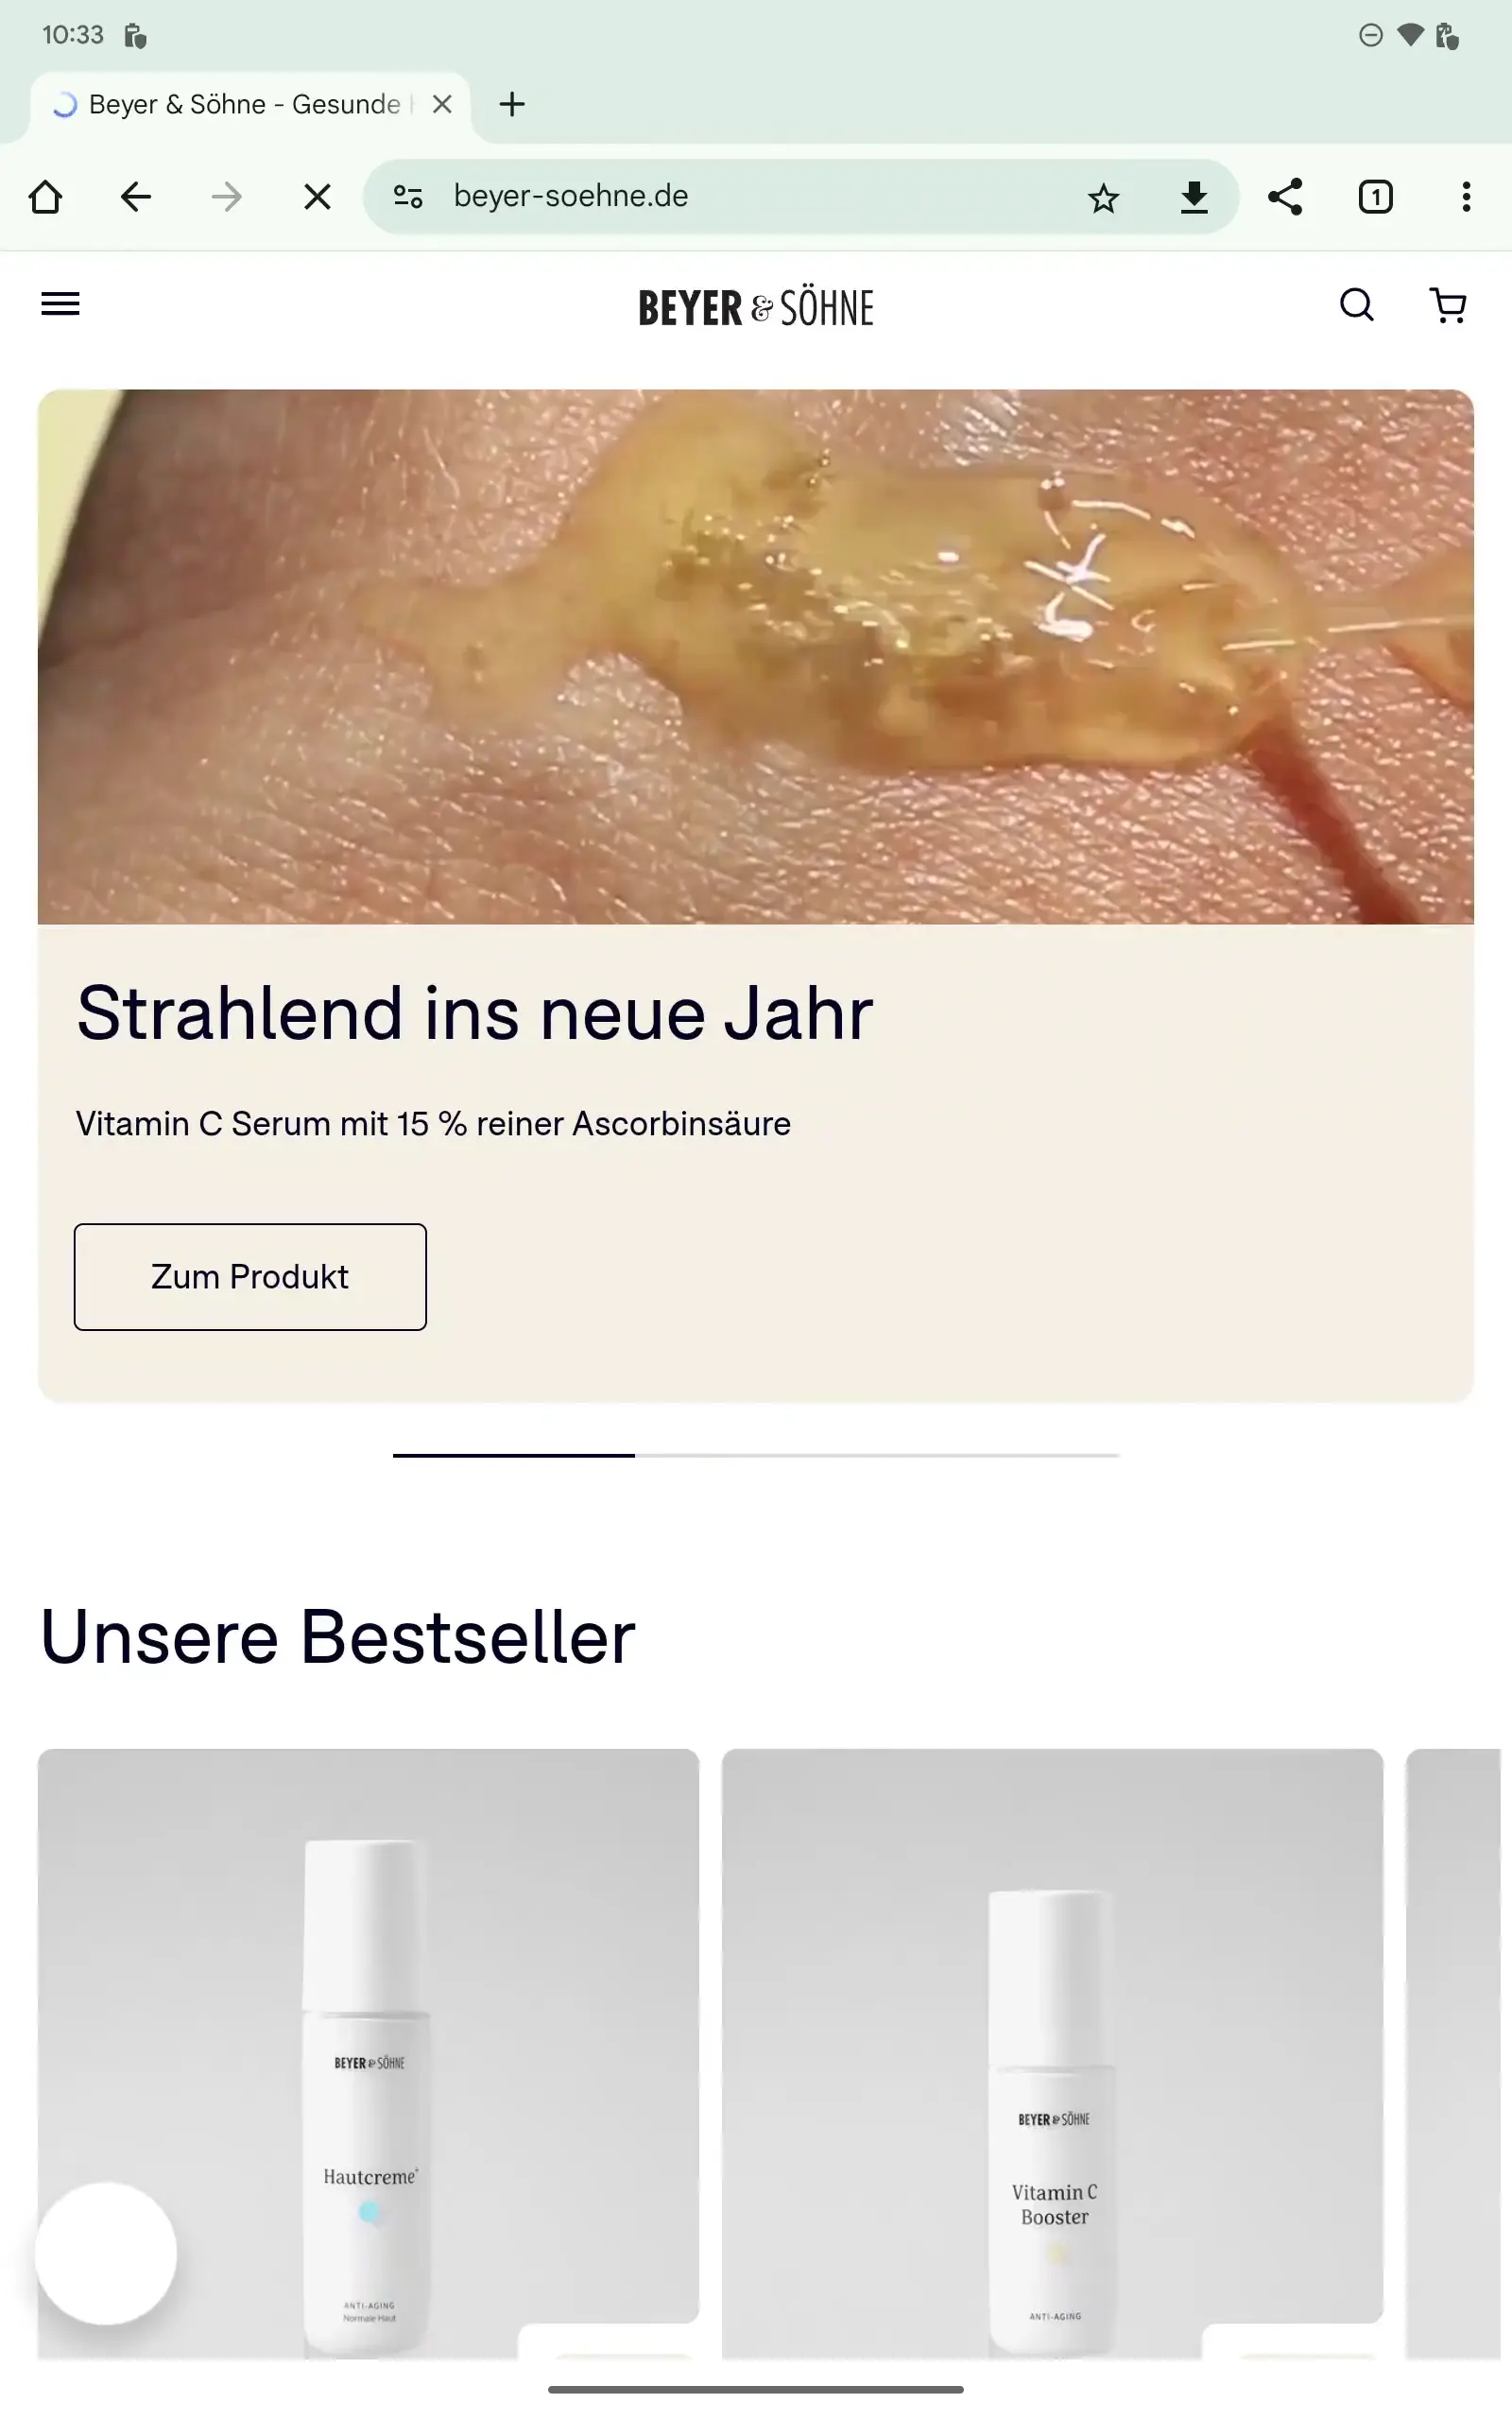 10:33
Beyer & Söhne - Gesunde
beyer-soehne.de
1
BEYER & SÖHNE
Strahlend ins neue Jahr
Vitamin C Serum mit 15 % reiner Ascorbinsäure
Zum Produkt
Unsere Bestseller
BEYER & SÖHNE
Hautcreme+
ANTI-AGING
Normale Haut
BEYER & SÖHNE
Vitamin C
Booster
ANTI-AGING